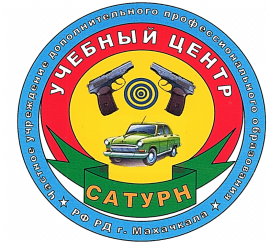 Частное учреждение дополнительного профессионального образования
УЧЕБНЫЙ ЦЕНТР
САТУРН
РФ РД г. Махачкала